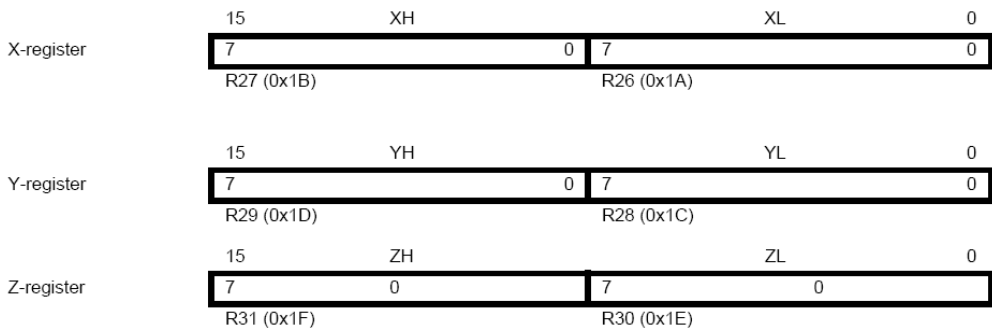 15 XH XL 0
X-register 7 0 7 0
R27 (0x1B) R26 (0x1A)
15 YH YL 0
Y-register 7 0 7 0
R29 (0x1D) R28 (0x1C)
15 ZH ZL 0
Z-register 7 0 7 0
R31 (0x1F) R30 (0x1E)